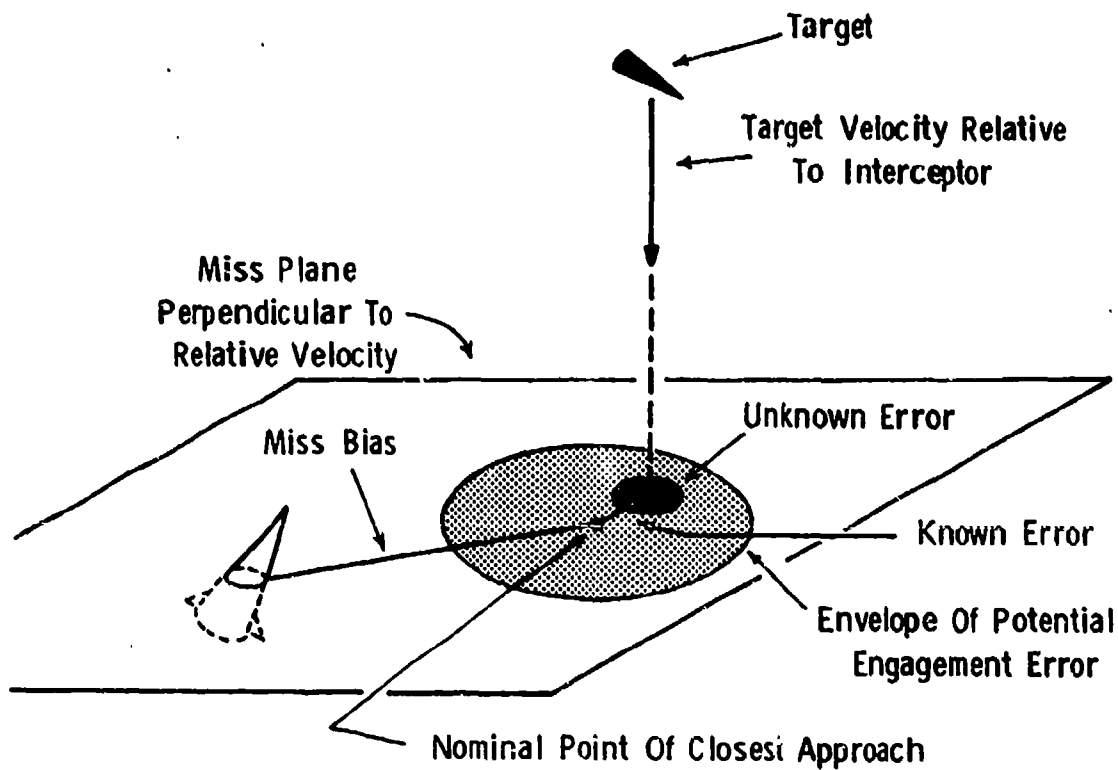 Target
Target Velocity Relative
To Interceptor
Miss Plane
Perpendicular To
Relative Velocity
Unknown Error
Miss Bias
Known Error
Envelope Of Potential
Engagement Error
Nominal Point Of Closest Approach